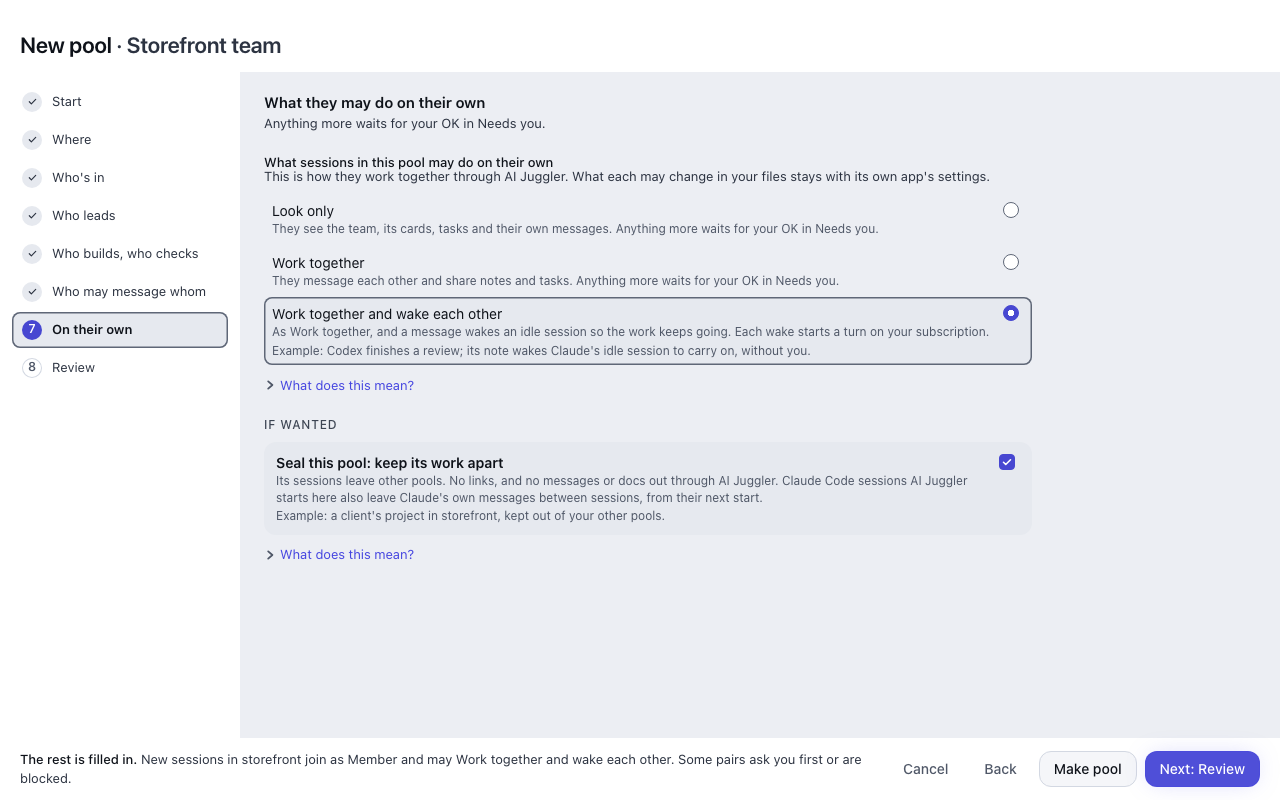 New pool · Storefront team
Start
Where
Who's in
Who leads
Who builds, who checks
Who may message whom
7 On their own
8 Review
What they may do on their own
Anything more waits for your OK in Needs you.
What sessions in this pool may do on their own
This is how they work together through AI Juggler. What each may change in your files stays with its own app's settings.
Look only
They see the team, its cards, tasks and their own messages. Anything more waits for your OK in Needs you.
Work together
They message each other and share notes and tasks. Anything more waits for your OK in Needs you.
Work together and wake each other
As Work together, and a message wakes an idle session so the work keeps going. Each wake starts a turn on your subscription.
Example: Codex finishes a review; its note wakes Claude's idle session to carry on, without you.
What does this mean?
IF WANTED
Seal this pool: keep its work apart
Its sessions leave other pools. No links, and no messages or docs out through AI Juggler. Claude Code sessions AI Juggler
starts here also leave Claude's own messages between sessions, from their next start.
Example: a client's project in storefront, kept out of your other pools.
What does this mean?
The rest is filled in. New sessions in storefront join as Member and may Work together and wake each other. Some pairs ask you first or are
blocked.
Cancel
Back
Make pool
Next: Review